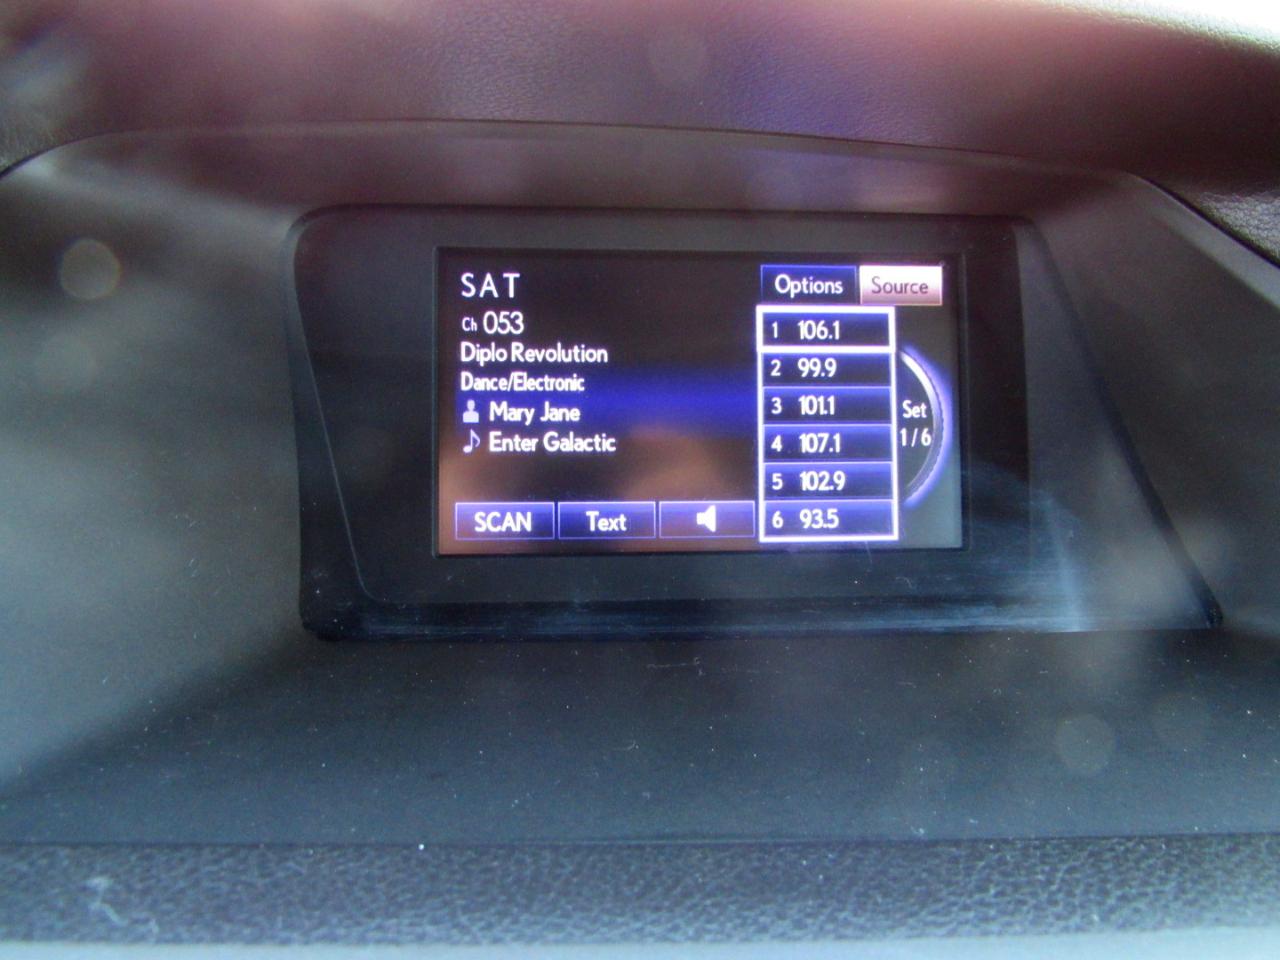 SAT
Options
Source
Ch 053
Diplo Revolution
Dance/Electronic
Mary Jane
Enter Galactic
SCAN
Text
1 106.1
2 99.9
3 101.1
4 107.1
5 102.9
6 93.5
Set
1/6